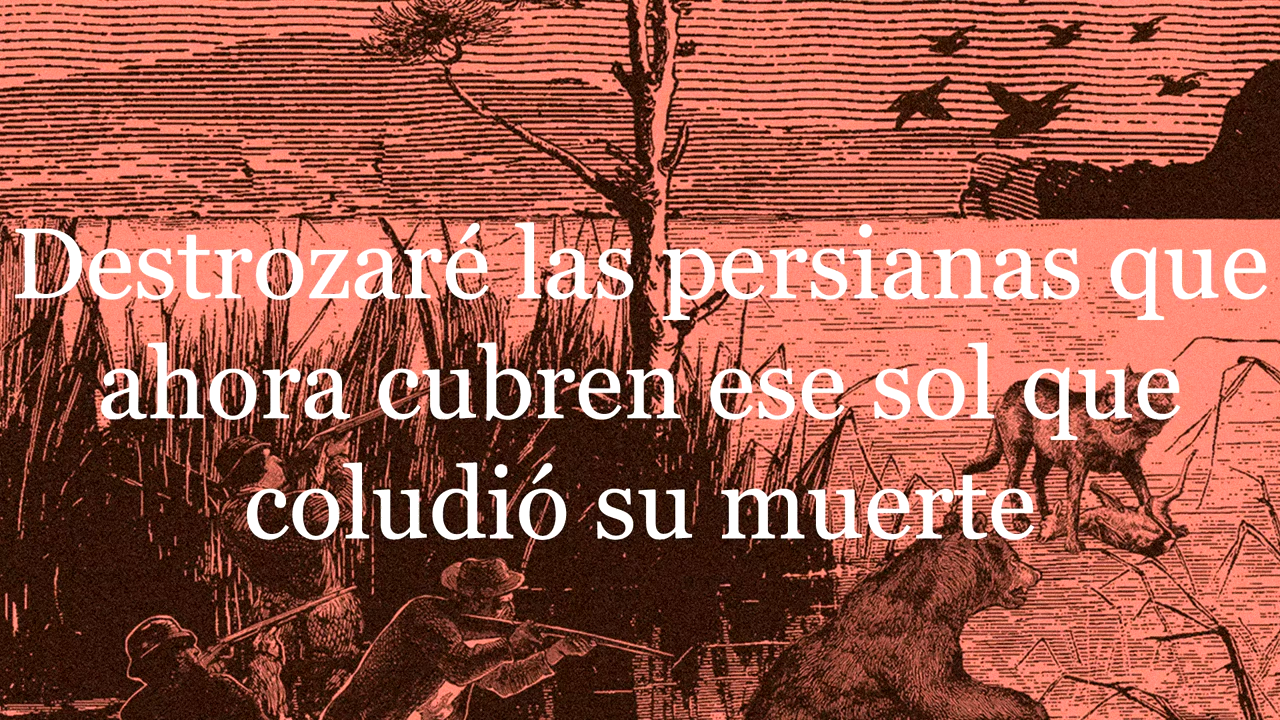 Destrozaré las persianas que
ahora cubren ese sol que
coludió su muerte